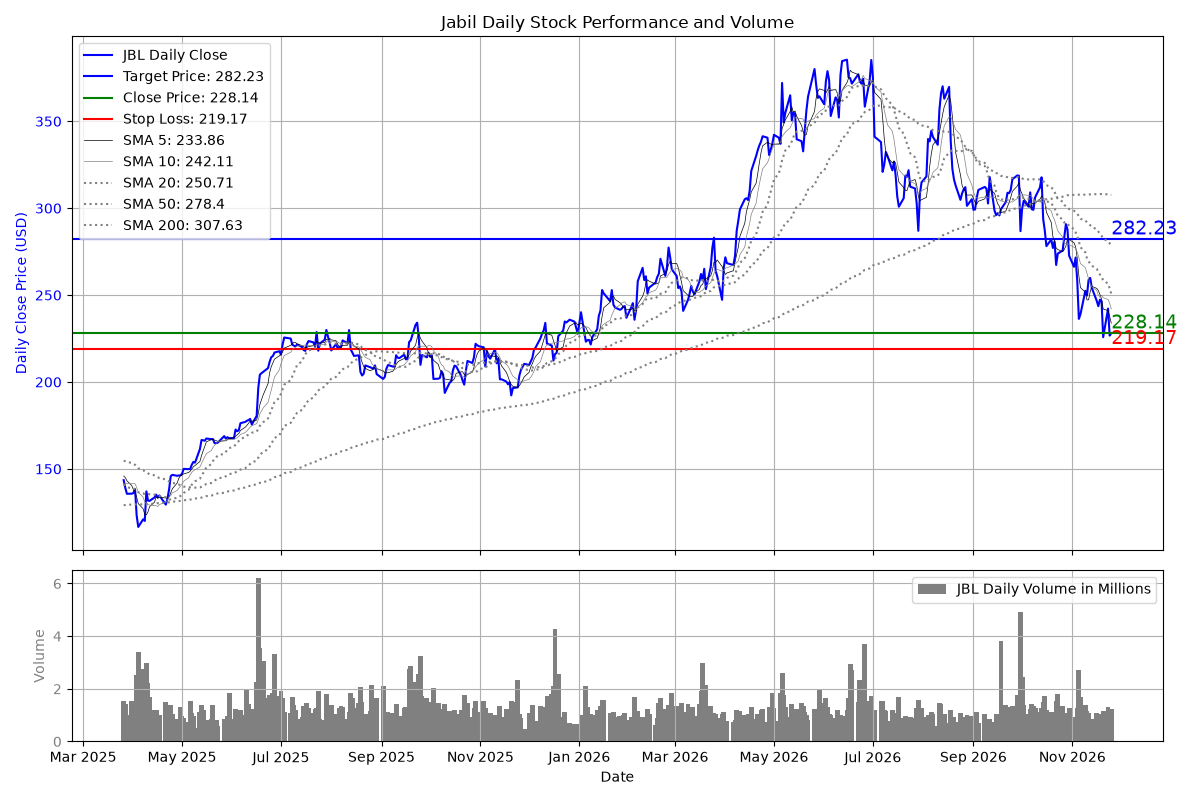 Jabil Daily Stock Performance and Volume
JBL Daily Close
Target Price: 282.23
Close Price: 228.14
Stop Loss: 219.17
SMA 5: 233.86
SMA 10: 242.11
SMA 20: 250.71
SMA 50: 278.4
SMA 200: 307.63
Daily Close Price (USD)
350
300
250
200
150
282.23
228.14
219.17
JBL Daily Volume in Millions
Volume
6
4
2
0
Mar 2025 May 2025 Jul 2025 Sep 2025 Nov 2025 Jan 2026 Mar 2026 May 2026 Jul 2026 Sep 2026 Nov 2026
Date